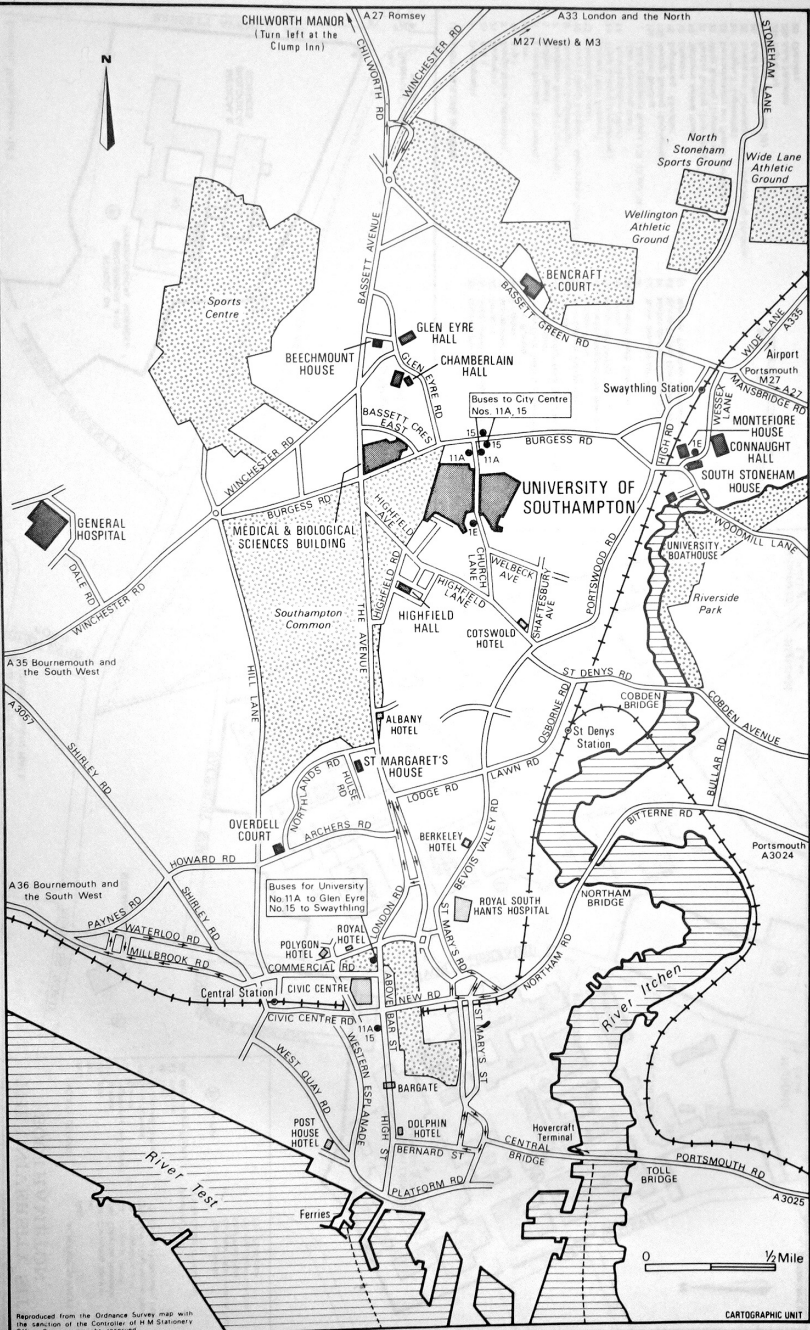 CHILWORTH MANOR
(Turn left at the
Clump Inn)
A27 Romsey
A33 London and the North
M27 (West) & M3
CHILWORTH RD
WINCHESTER RD
STONEHAM LANE
N
North
Stoneham
Sports Ground
Wide Lane
Athletic
Ground
Wellington
Athletic
Ground
BASSETT AVENUE
BENCRAFT
COURT
BASSETT GREEN RD
Sports
Centre
GLEN EYRE
HALL
BEECHMOUNT
HOUSE
CHAMBERLAIN
HALL
GLEN EYRE RD
WIDE LANE
A335
Airport
Portsmouth
M27
A27
MANSBRIDGE RD
Swaythling Station
WESSEX
LANE
Buses to City Centre
Nos. 11A, 15
BASSETT CRES
EAST
15
15
11A
11A
BURGESS RD
HIGH RD
MONTEFIORE
HOUSE
1E
CONNAUGHT
HALL
SOUTH STONEHAM
HOUSE
WINCHESTER RD
BURGESS RD
HIGHFIELD
AVE
UNIVERSITY OF
SOUTHAMPTON
1E
MEDICAL & BIOLOGICAL
SCIENCES BUILDING
GENERAL
HOSPITAL
DALE RD
WINCHESTER RD
WOODMILL LANE
UNIVERSITY
BOATHOUSE
CHURCH
LANE
WELBECK
AVE
SHAFTESBURY
AVE
PORTSWOOD RD
HIGHFIELD RD
HIGHFIELD
LANE
HIGHFIELD
HALL
Southampton
Common
THE AVENUE
COTSWOLD
HOTEL
Riverside
Park
A35 Bournemouth and
the South West
A3057
HILL LANE
ST DENYS RD
COBDEN
BRIDGE
COBDEN AVENUE
OSBORNE RD
St Denys
Station
ALBANY
HOTEL
SHIRLEY RD
ST MARGARET'S
HOUSE
NORTHLANDS RD
HULSE
RD
LODGE RD
LAWN RD
BULLAR RD
BITTERNE RD
Portsmouth
A3024
OVERDELL
COURT
ARCHERS RD
BERKELEY
HOTEL
BEVOIS VALLEY RD
HOWARD RD
A36 Bournemouth and
the South West
PAYNES RD
SHIRLEY RD
WATERLOO RD
MILLBROOK RD
Buses for University
No.11A to Glen Eyre
No.15 to Swaythling
LONDON RD
ROYAL SOUTH
HANTS HOSPITAL
NORTHAM
BRIDGE
ROYAL
HOTEL
POLYGON
HOTEL
ST MARY'S RD
COMMERCIAL RD
NORTHAM RD
River Itchen
Central Station
CIVIC CENTRE
NEW RD
CIVIC CENTRE RD
11A
15
ABOVE
BAR ST
ST MARY'S ST
WEST QUAY RD
WESTERN ESPLANADE
BARGATE
HIGH ST
DOLPHIN
HOTEL
BERNARD ST
POST
HOUSE
HOTEL
PLATFORM RD
Hovercraft
Terminal
CENTRAL
BRIDGE
TOLL
BRIDGE
PORTSMOUTH RD
A3025
River Test
Ferries
0 ½ Mile
CARTOGRAPHIC UNIT
Reproduced from the Ordnance Survey map with
the sanction of the Controller of H M Stationery